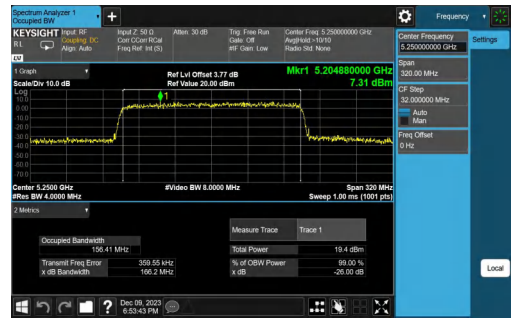 Spectrum Analyzer 1
Occupied BW
+
Frequency
KEYSIGHT Input: RF Input Z: 50 Ω Atten: 30 dB Trig: Free Run Center Freq: 5.250000000 GHz
RL Coupling: DC Corr CCorr RCal Gate: Off Avg|Hold:>10/10
Align: Auto Freq Ref: Int (S) #IF Gain: Low Radio Std: None
LV
Center Frequency
5.250000000 GHz
Settings
Span
320.00 MHz
CF Step
32.000000 MHz
Auto
Man
Freq Offset
0 Hz
Local
1 Graph
Ref Lvl Offset 3.77 dB
Mkr1 5.204880000 GHz
Scale/Div 10.0 dB Ref Value 20.00 dBm 7.31 dBm
Log
10.0
0.00
-10.0
-20.0
-30.0
-40.0
-50.0
-60.0
-70.0
1
Center 5.2500 GHz #Video BW 8.0000 MHz Span 320 MHz
#Res BW 4.0000 MHz Sweep 1.00 ms (1001 pts)
2 Metrics
Measure Trace Trace 1
Occupied Bandwidth
156.41 MHz Total Power 19.4 dBm
Transmit Freq Error 359.55 kHz % of OBW Power 99.00 %
x dB Bandwidth 166.2 MHz x dB -26.00 dB
? Dec 09, 2023
6:53:43 PM